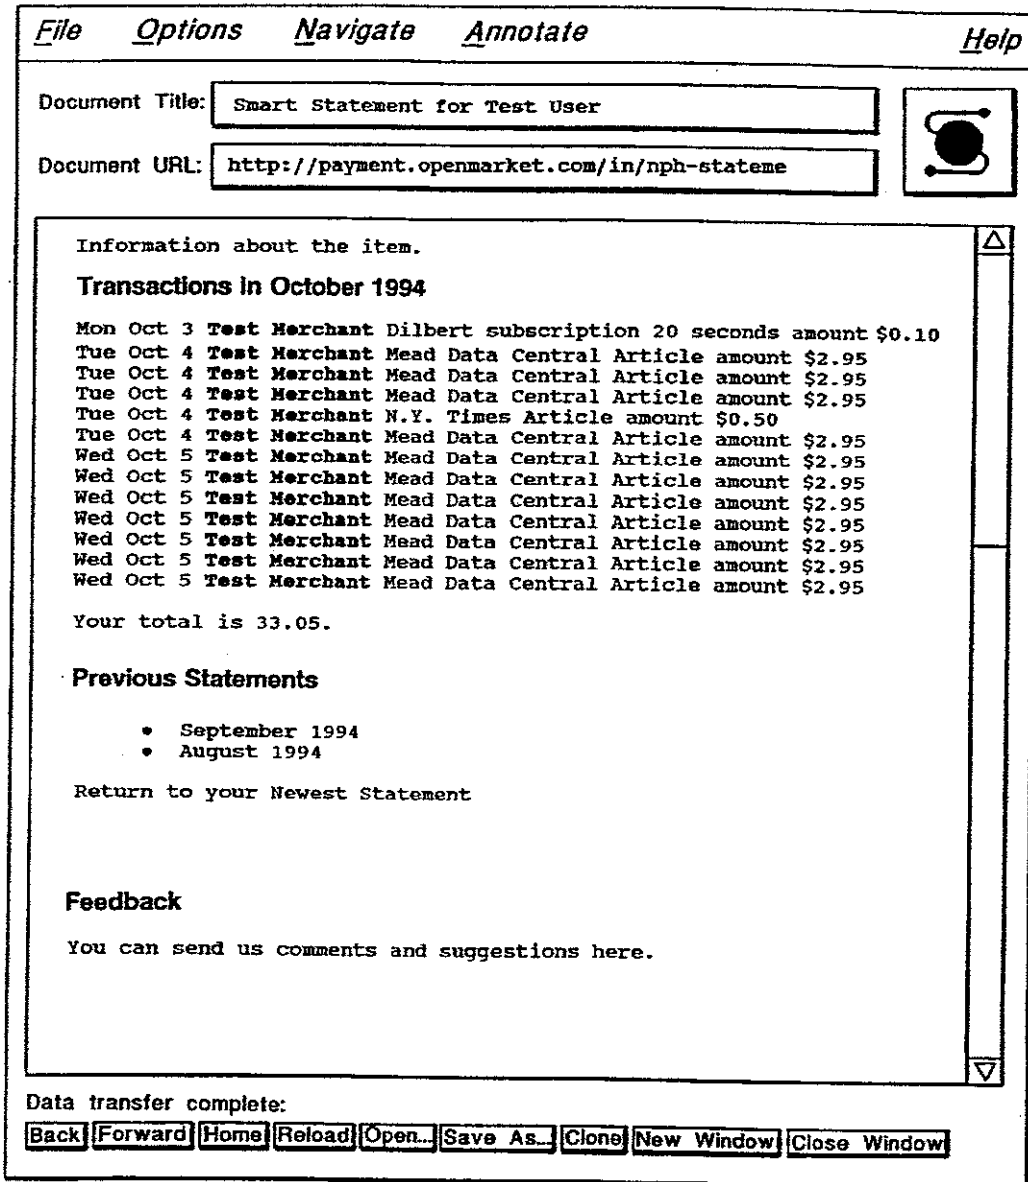 File Options Navigate Annotate Help
Document Title: Smart Statement for Test User
Document URL: http://payment.openmarket.com/in/nph-stateme
Information about the item.
Transactions in October 1994
Mon Oct 3 Test Merchant Dilbert subscription 20 seconds amount $0.10
Tue Oct 4 Test Merchant Mead Data Central Article amount $2.95
Tue Oct 4 Test Merchant Mead Data Central Article amount $2.95
Tue Oct 4 Test Merchant Mead Data Central Article amount $2.95
Tue Oct 4 Test Merchant N.Y. Times Article amount $0.50
Tue Oct 4 Test Merchant Mead Data Central Article amount $2.95
Wed Oct 5 Test Merchant Mead Data Central Article amount $2.95
Wed Oct 5 Test Merchant Mead Data Central Article amount $2.95
Wed Oct 5 Test Merchant Mead Data Central Article amount $2.95
Wed Oct 5 Test Merchant Mead Data Central Article amount $2.95
Wed Oct 5 Test Merchant Mead Data Central Article amount $2.95
Wed Oct 5 Test Merchant Mead Data Central Article amount $2.95
Wed Oct 5 Test Merchant Mead Data Central Article amount $2.95
Your total is 33.05.
Previous Statements
• September 1994
• August 1994
Return to your Newest Statement
Feedback
You can send us comments and suggestions here.
Data transfer complete:
Back Forward Home Reload Open... Save As... Clone New Window Close Window